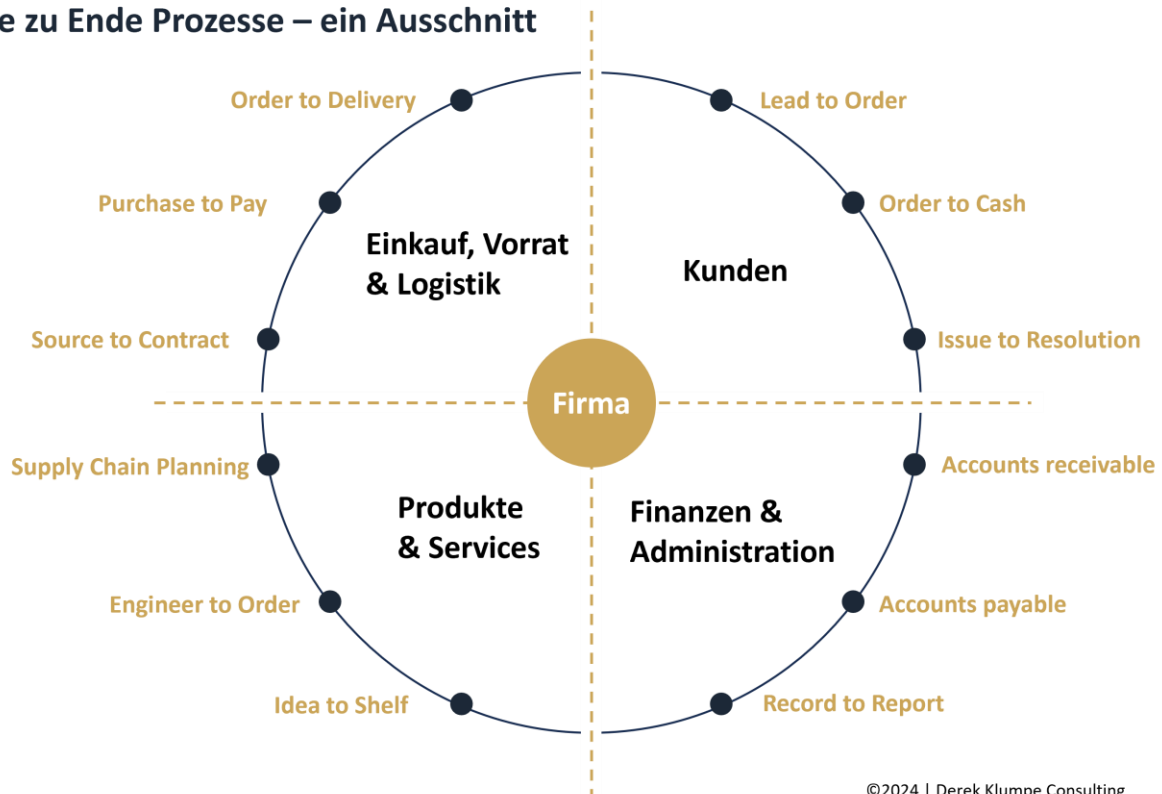 e zu Ende Prozesse – ein Ausschnitt
Order to Delivery
Lead to Order
Purchase to Pay
Order to Cash
Einkauf, Vorrat
& Logistik
Kunden
Source to Contract
Issue to Resolution
Firma
Supply Chain Planning
Accounts receivable
Produkte
& Services
Finanzen &
Administration
Engineer to Order
Accounts payable
Idea to Shelf
Record to Report
©2024 | Derek Klumpe Consulting